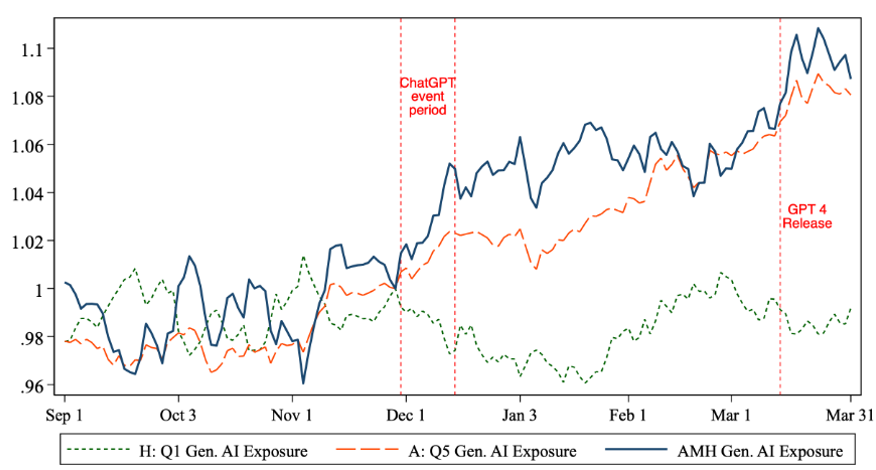 1.1
1.08
1.06
1.04
1.02
1
.98
.96
ChatGPT
event
period
GPT 4
Release
Sep 1 Oct 3 Nov 1 Dec 1 Jan 3 Feb 1 Mar 1 Mar 31
H: Q1 Gen. AI Exposure A: Q5 Gen. AI Exposure AMH Gen. AI Exposure